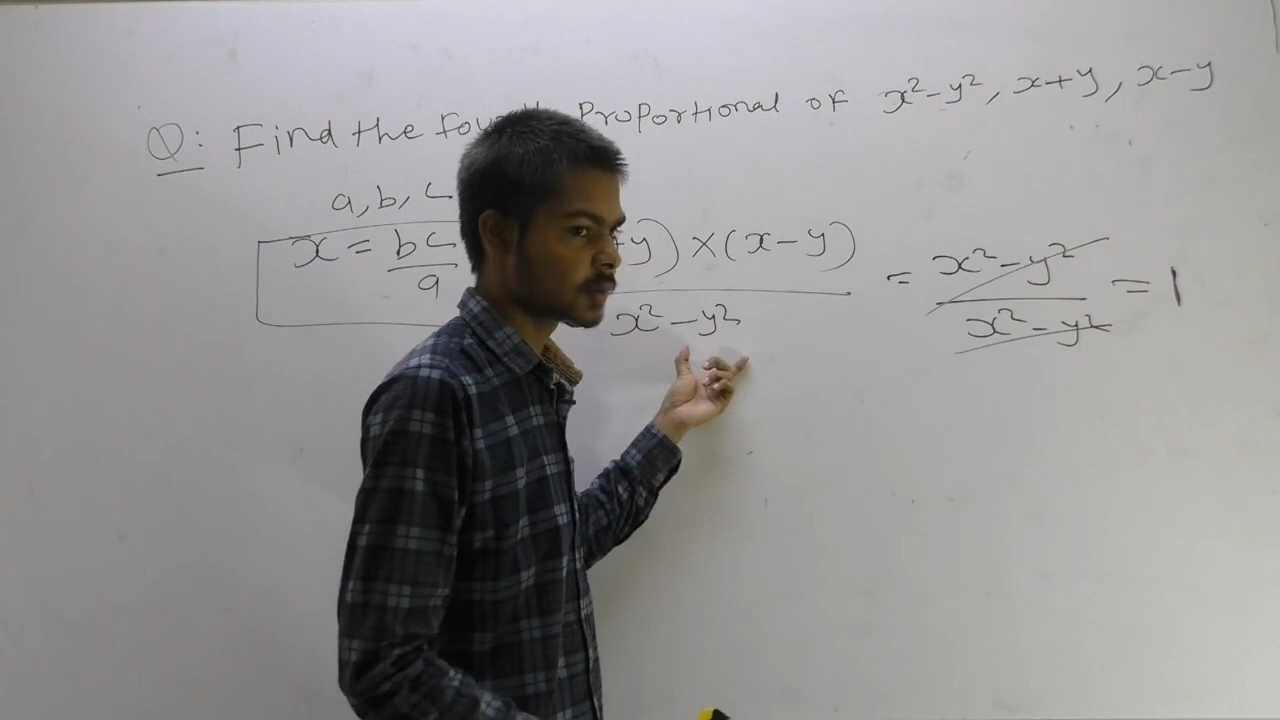 Q: Find the Fou Proportional of x²-y², x+y, x-y
a, b, c
x = bc/a y) × (x-y) / x²-y² = x²-y² / x²-y² = 1